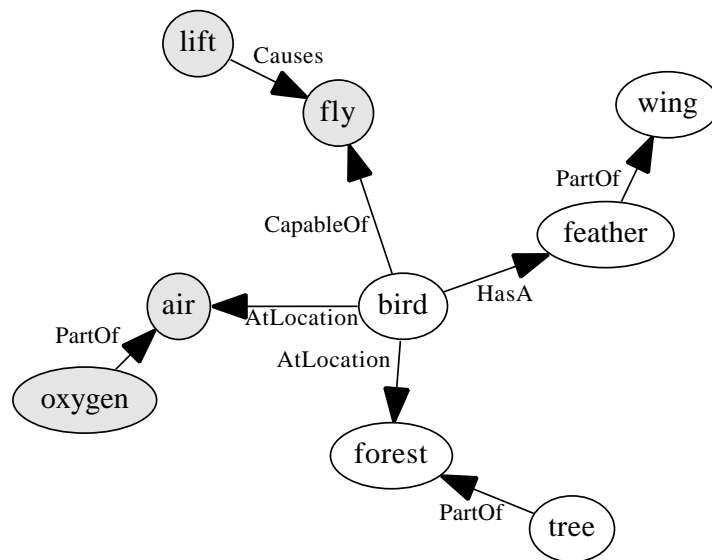 lift
Causes
fly
wing
PartOf
CapableOf
feather
air
AtLocation
bird
HasA
PartOf
AtLocation
oxygen
forest
PartOf
tree